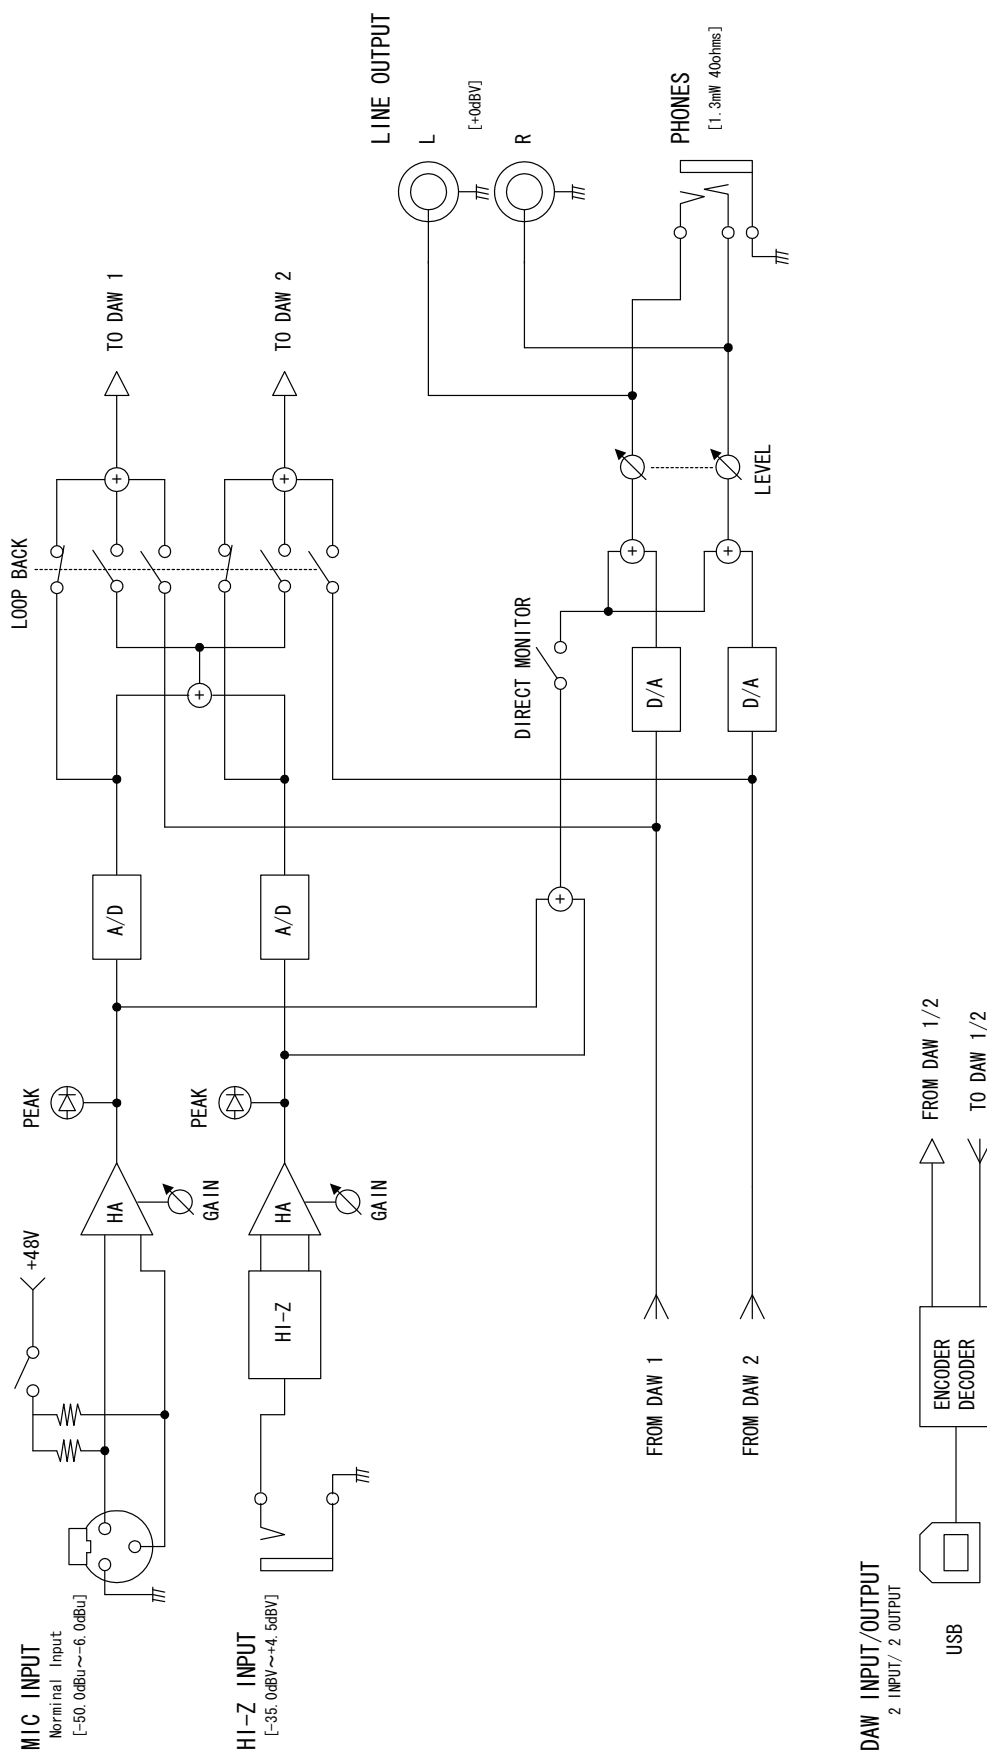 MIC INPUT
Norminal Input
[-50.0dBu〜-6.0dBu]
+48V
HA
GAIN
PEAK
A/D
LOOP BACK
+
+
TO DAW 1
HI-Z INPUT
[-35.0dBV〜+4.5dBV]
HI-Z
HA
GAIN
PEAK
A/D
+
TO DAW 2
+
DIRECT MONITOR
FROM DAW 1
D/A
+
FROM DAW 2
D/A
+
LEVEL
LINE OUTPUT
L
[+0dBV]
R
PHONES
[1.3mW 40ohms]
DAW INPUT/OUTPUT
2 INPUT/ 2 OUTPUT
USB
ENCODER
DECODER
FROM DAW 1/2
TO DAW 1/2